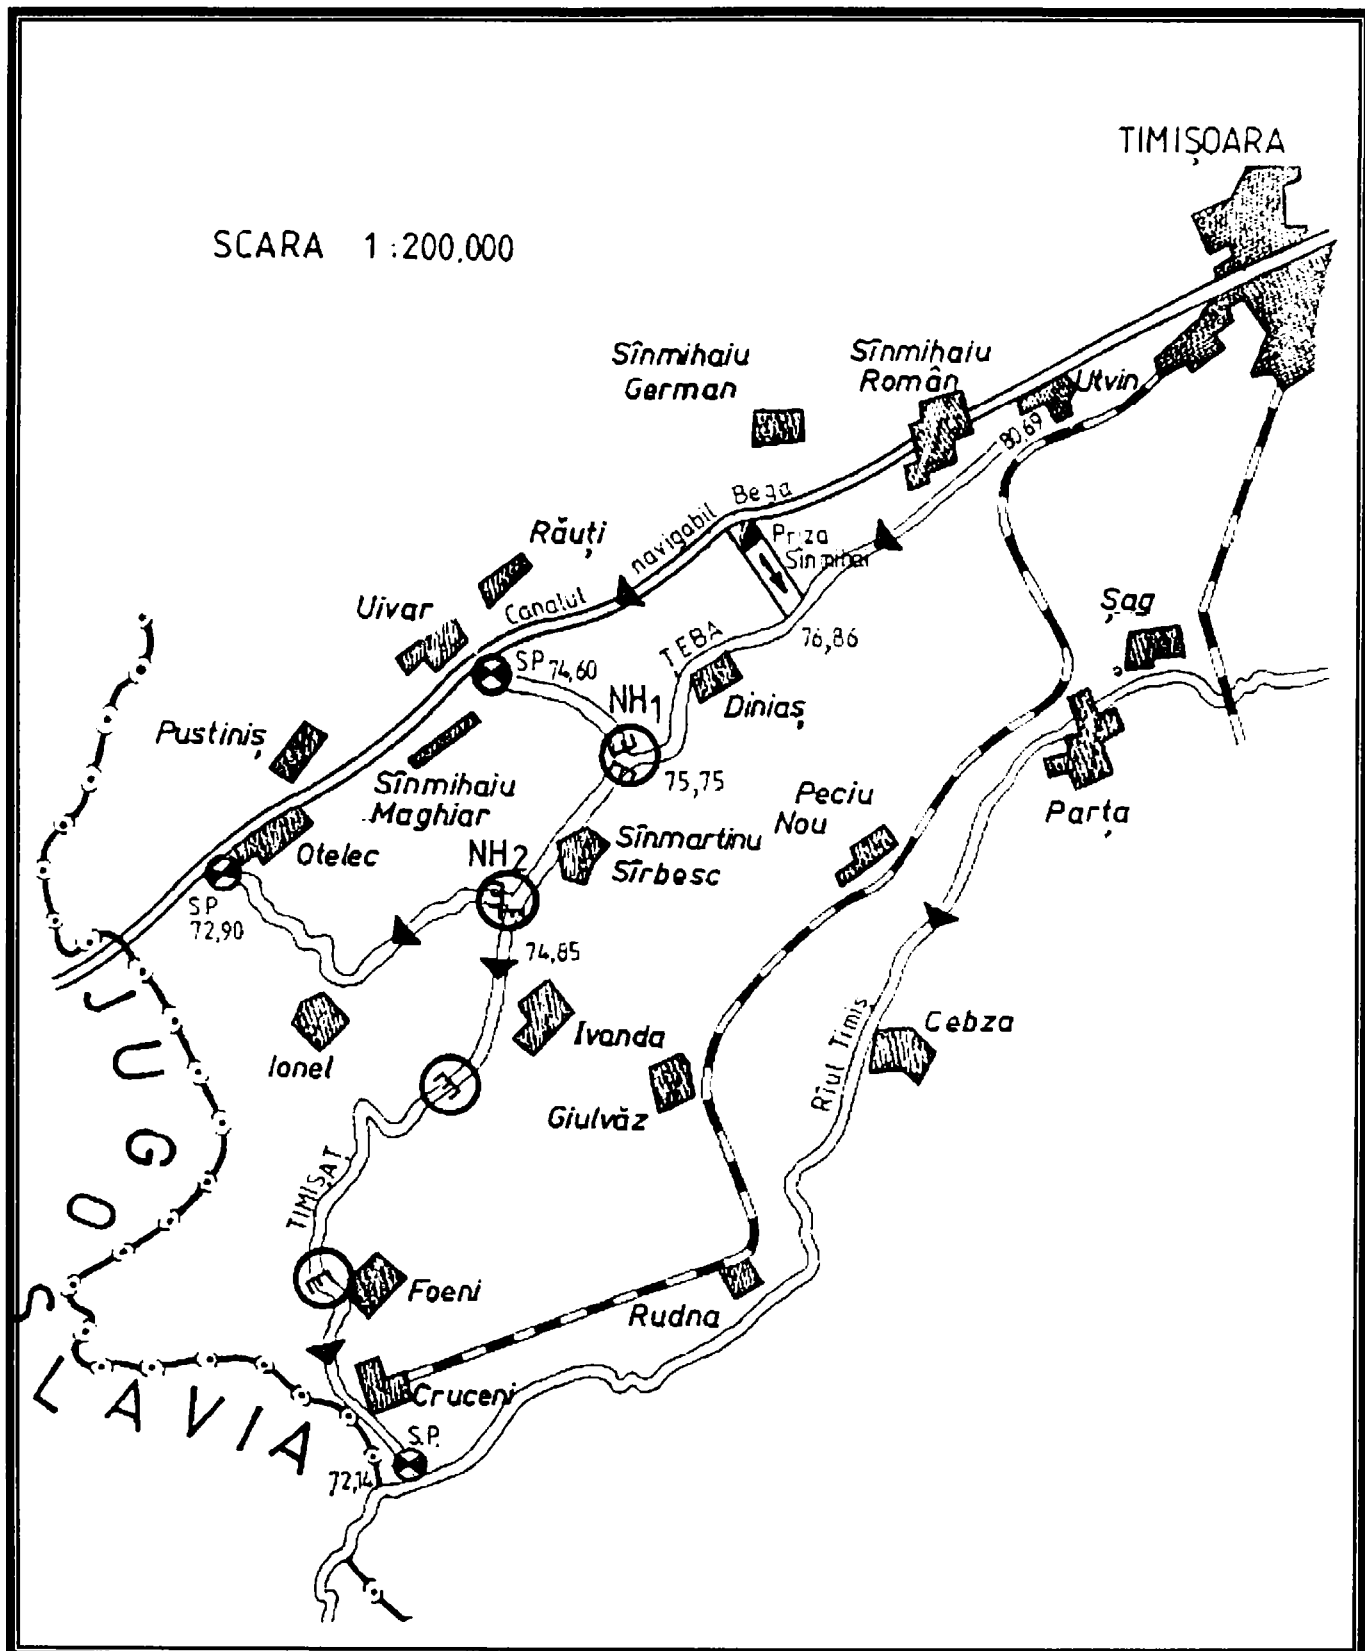 TIMIȘOARA
SCARA 1:200.000
Sînmihaiu
German
Sînmihaiu
Român
Utvin
80,69
Canalul navigabil Bega
Priza
Sînmihai
Răuți
Uivar
Șag
TEBA
76,86
SP 74,60
NH1
Diniaș
Pustiniș
75,75
Sînmihaiu
Maghiar
Peciu
Nou
Parța
Otelec
NH2
Sînmartinu
Sîrbesc
SP
72,90
74,85
Ionel
Ivanda
Rîul Timiș
Cebza
Giulvăz
TIMIȘAT
Foeni
Rudna
Cruceni
S.P.
72,14
JUGOSLAVIA